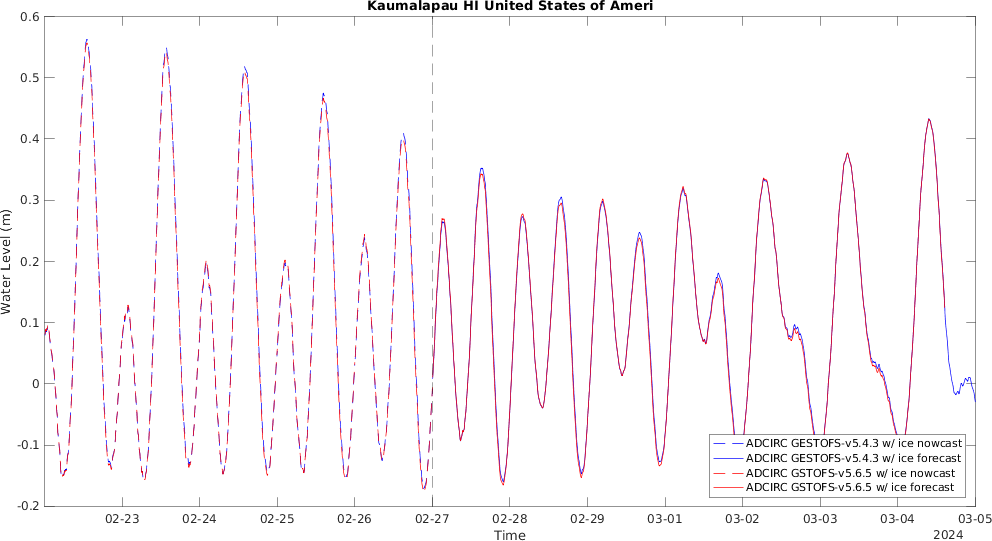 Kaumalapau HI United States of Ameri
0.6
0.5
0.4
0.3
0.2
0.1
0
-0.1
-0.2
Water Level (m)
02-23 02-24 02-25 02-26 02-27 02-28 02-29 03-01 03-02 03-03 03-04 03-05
Time
2024
ADCIRC GESTOFS-v5.4.3 w/ ice nowcast
ADCIRC GESTOFS-v5.4.3 w/ ice forecast
ADCIRC GSTOFS-v5.6.5 w/ ice nowcast
ADCIRC GSTOFS-v5.6.5 w/ ice forecast